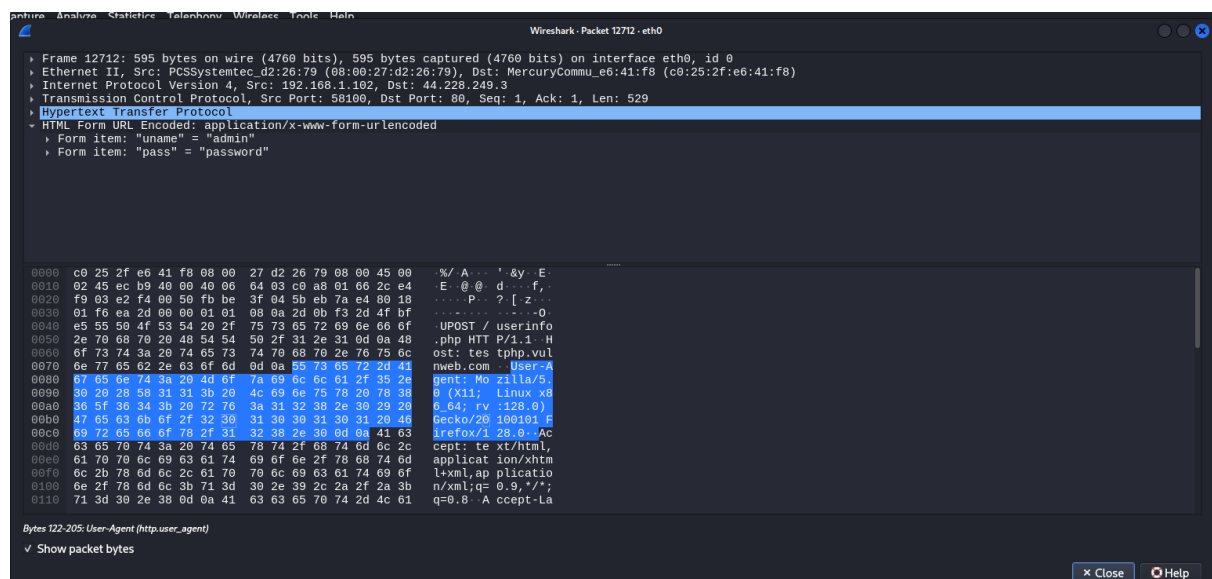 apture Analyze Statistics Telephony Wireless Tools Help
Wireshark · Packet 12712 · eth0
Frame 12712: 595 bytes on wire (4760 bits), 595 bytes captured (4760 bits) on interface eth0, id 0
Ethernet II, Src: PCSSystemtec_d2:26:79 (08:00:27:d2:26:79), Dst: MercuryCommu_e6:41:f8 (c0:25:2f:e6:41:f8)
Internet Protocol Version 4, Src: 192.168.1.102, Dst: 44.228.249.3
Transmission Control Protocol, Src Port: 58100, Dst Port: 80, Seq: 1, Ack: 1, Len: 529
Hypertext Transfer Protocol
HTML Form URL Encoded: application/x-www-form-urlencoded
Form item: "uname" = "admin"
Form item: "pass" = "password"
0000 c0 25 2f e6 41 f8 08 00 27 d2 26 79 08 00 45 00 ·%/·A··· '·&y··E·
0010 02 45 ec b9 40 00 40 06 64 03 c0 a8 01 66 2c e4 ·E··@·@· d····f,·
0020 f9 03 e2 f4 00 50 fb be 3f 04 5b eb 7a e4 80 18 ·····P·· ?·[·z···
0030 01 f6 ea 2d 00 00 01 01 08 0a 2d 0b f3 2d 4f bf ···-···· ··-··-O·
0040 e5 55 50 4f 53 54 20 2f 75 73 65 72 69 6e 66 6f ·UPOST / userinfo
0050 2e 70 68 70 20 48 54 54 50 2f 31 2e 31 0d 0a 48 .php HTT P/1.1··H
0060 6f 73 74 3a 20 74 65 73 74 70 68 70 2e 76 75 6c ost: tes tphp.vul
0070 6e 77 65 62 2e 63 6f 6d 0d 0a 55 73 65 72 2d 41 nweb.com ··User-A
0080 67 65 6e 74 3a 20 4d 6f 7a 69 6c 6c 61 2f 35 2e gent: Mo zilla/5.
0090 30 20 28 58 31 31 3b 20 4c 69 6e 75 78 20 78 38 0 (X11; Linux x8
00a0 36 5f 36 34 3b 20 72 76 3a 31 32 38 2e 30 29 20 6_64; rv :128.0)
00b0 47 65 63 6b 6f 2f 32 30 31 30 30 31 30 31 20 46 Gecko/20 100101 F
00c0 69 72 65 66 6f 78 2f 31 32 38 2e 30 0d 0a 41 63 irefox/1 28.0··Ac
00d0 63 65 70 74 3a 20 74 65 78 74 2f 68 74 6d 6c 2c cept: te xt/html,
00e0 61 70 70 6c 69 63 61 74 69 6f 6e 2f 78 68 74 6d applicat ion/xhtm
00f0 6c 2b 78 6d 6c 2c 61 70 70 6c 69 63 61 74 69 6f l+xml,ap plicatio
0100 6e 2f 78 6d 6c 3b 71 3d 30 2e 39 2c 2a 2f 2a 3b n/xml;q= 0.9,*/*;
0110 71 3d 30 2e 38 0d 0a 41 63 63 65 70 74 2d 4c 61 q=0.8··A ccept-La
Bytes 122-205: User-Agent (http.user_agent)
Show packet bytes
Close Help